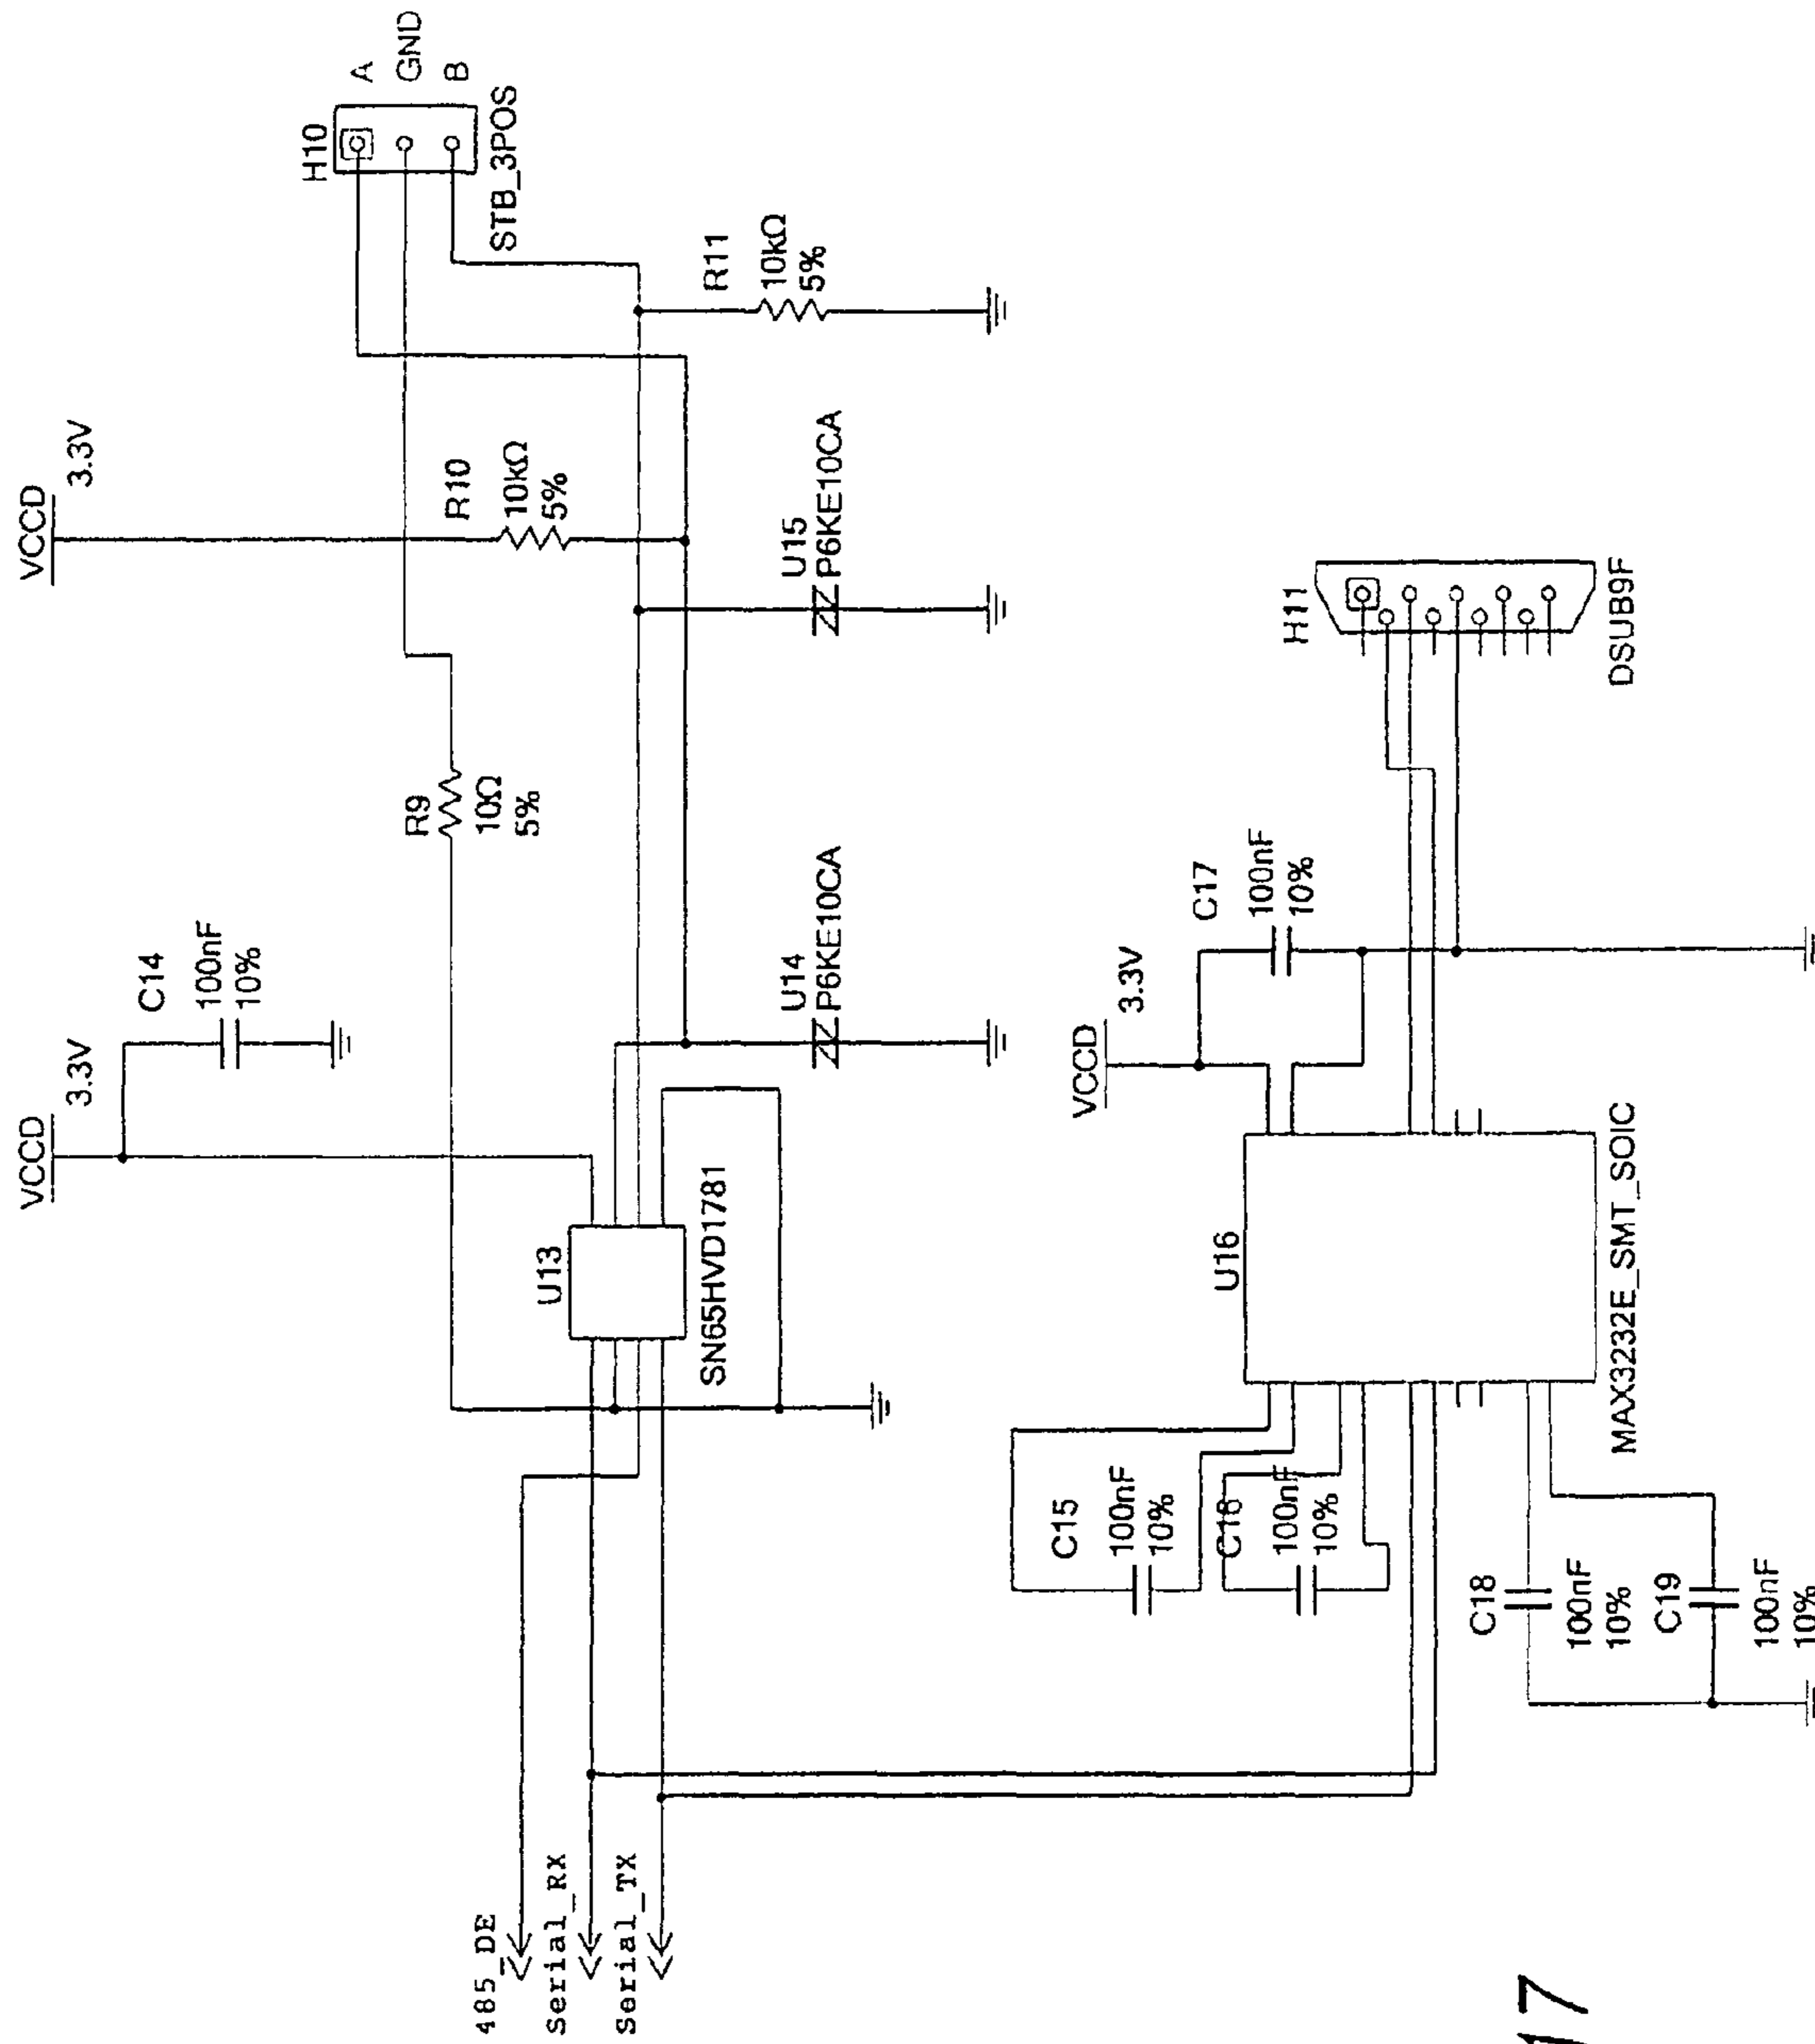 VCCD
3.3V
C14
100nF
10%
VCCD
3.3V
H10
A
GND
B
STB_3POS
R9
10Ω
5%
R10
10kΩ
5%
R11
10kΩ
5%
U13
SN65HVD1781
U14
P6KE10CA
U15
P6KE10CA
485_DE
Serial_RX
Serial_TX
VCCD
3.3V
C17
100nF
10%
H11
DSUB9F
U16
MAX3232E_SMT_SOIC
C15
100nF
10%
C16
100nF
10%
C18
100nF
10%
C19
100nF
10%